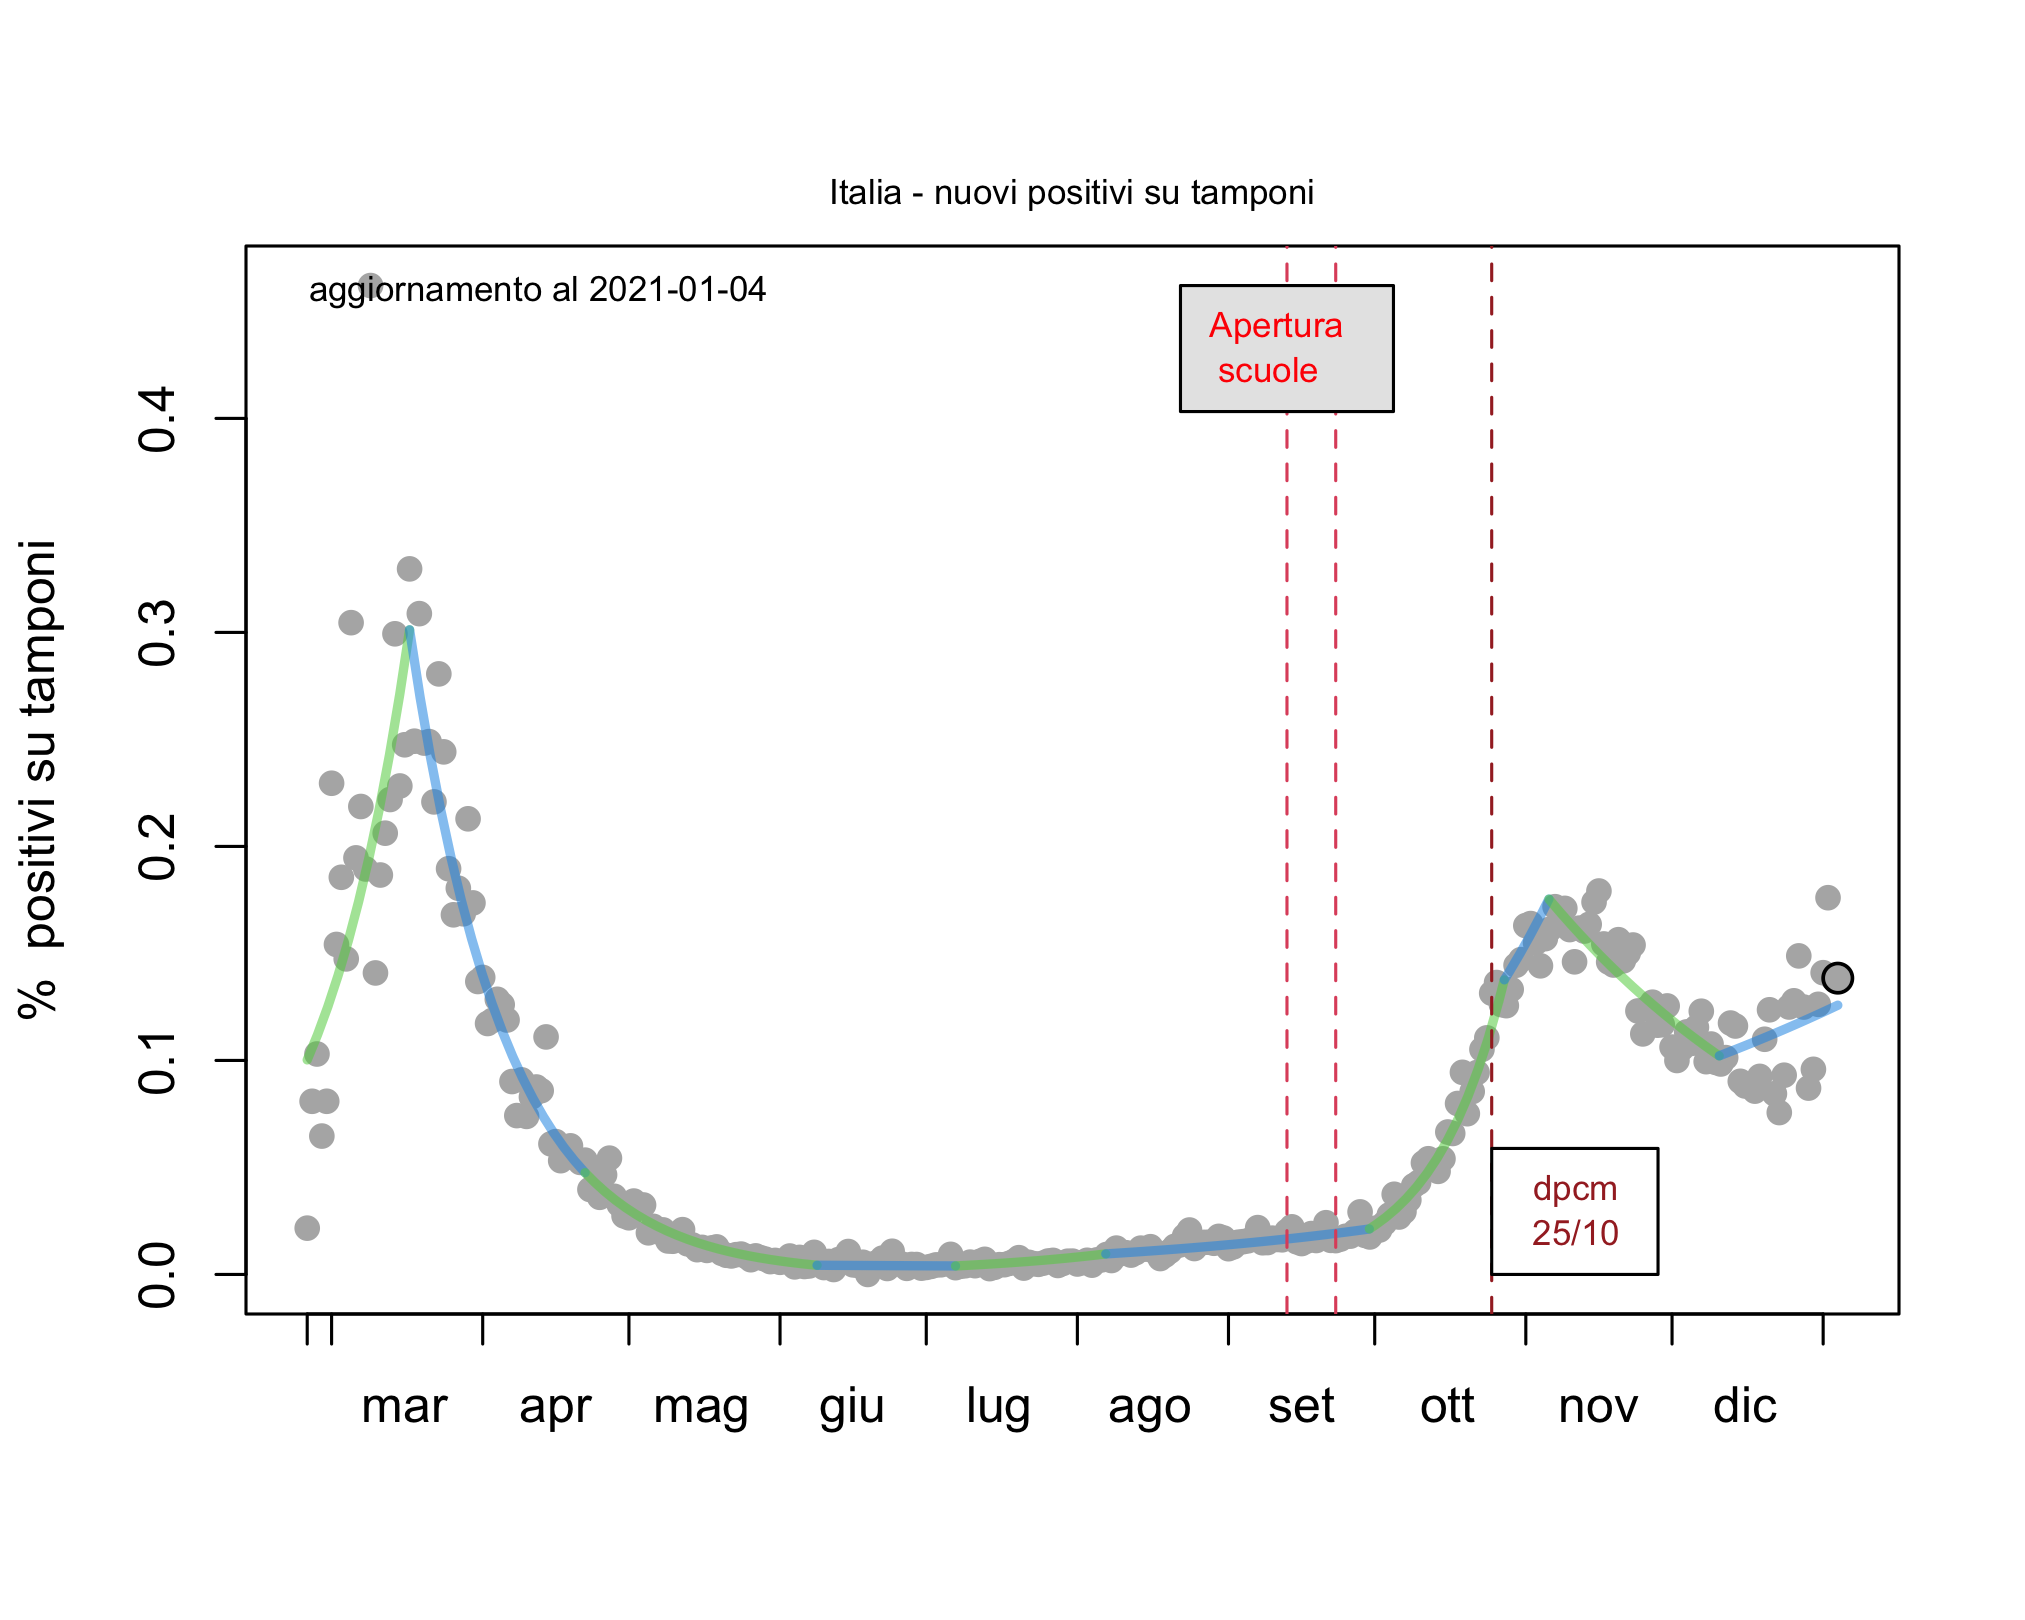 Italia - nuovi positivi su tamponi
aggiornamento al 2021-01-04
Apertura
scuole
% positivi su tamponi
0.4
0.3
0.2
0.1
0.0
dpcm
25/10
mar apr mag giu lug ago set ott nov dic